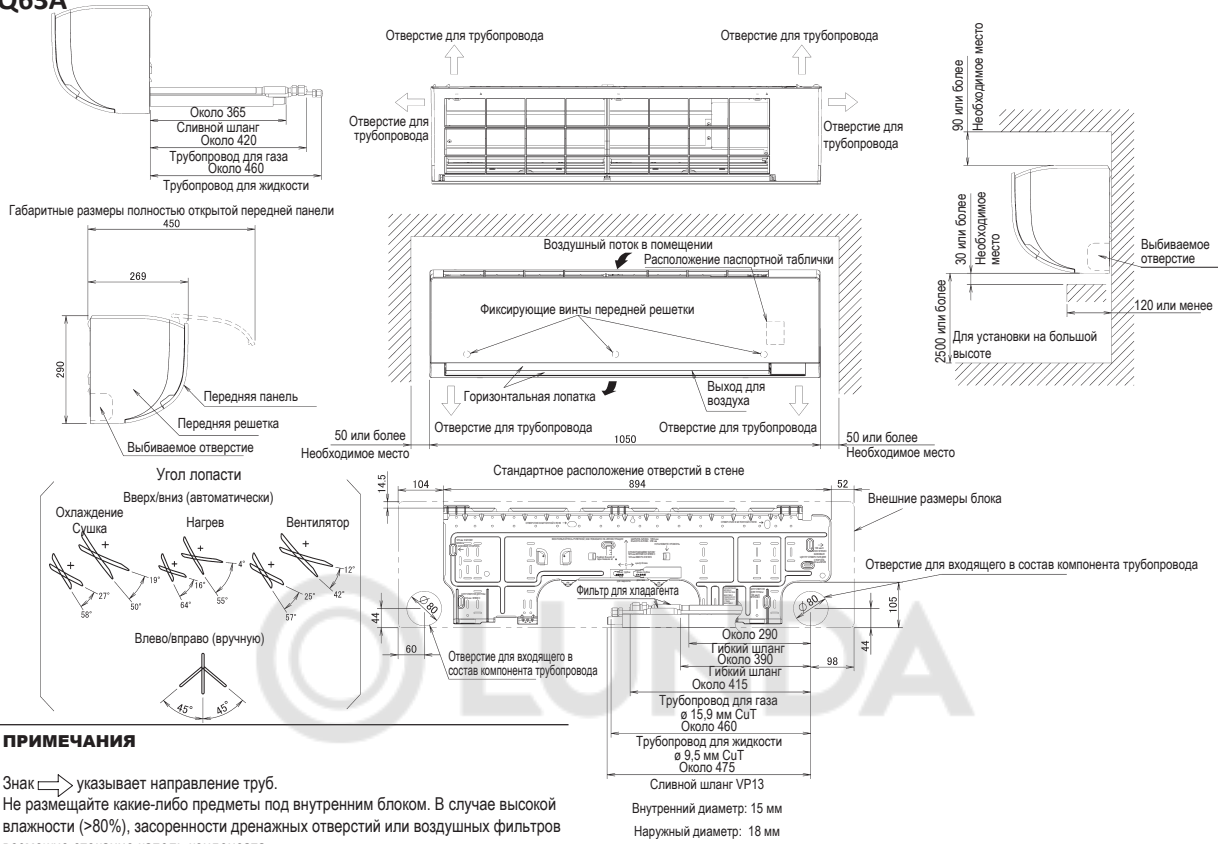 Отверстие для трубопровода
Отверстие для трубопровода
Отверстие для
трубопровода
Отверстие для
трубопровода
Около 365
Сливной шланг
Около 420
Трубопровод для газа
Около 460
Трубопровод для жидкости
90 или более
Необходимое место
30 или более
Необходимое
место
2500 или более
Выбиваемое
отверстие
120 или менее
Для установки на большой
высоте
Габаритные размеры полностью открытой передней панели
450
269
290
Передняя панель
Передняя решетка
Выбиваемое отверстие
Воздушный поток в помещении
Расположение паспортной таблички
Фиксирующие винты передней решетки
Горизонтальная лопатка
Выход для
воздуха
Отверстие для трубопровода
Отверстие для трубопровода
50 или более
Необходимое место
1050
50 или более
Необходимое место
Угол лопасти
Вверх/вниз (автоматически)
Охлаждение
Сушка
Нагрев
Вентилятор
27°
58°
19°
50°
16°
64°
4°
55°
25°
57°
12°
42°
Влево/вправо (вручную)
45°
45°
Стандартное расположение отверстий в стене
14.5
104
894
52
Внешние размеры блока
Отверстие для входящего в состав компонента трубопровода
Фильтр для хладагента
Ø 80
Ø 80
44
60
105
44
98
Отверстие для входящего в
состав компонента трубопровода
Около 290
Гибкий шланг
Около 390
Гибкий шланг
Около 415
Трубопровод для газа
ø 15,9 мм CuT
Около 460
Трубопровод для жидкости
ø 9,5 мм CuT
Около 475
Сливной шланг VP13
Внутренний диаметр: 15 мм
Наружный диаметр: 18 мм
LUNDA
ПРИМЕЧАНИЯ
Знак указывает направление труб.
Не размещайте какие-либо предметы под внутренним блоком. В случае высокой
влажности (>80%), засоренности дренажных отверстий или воздушных фильтров